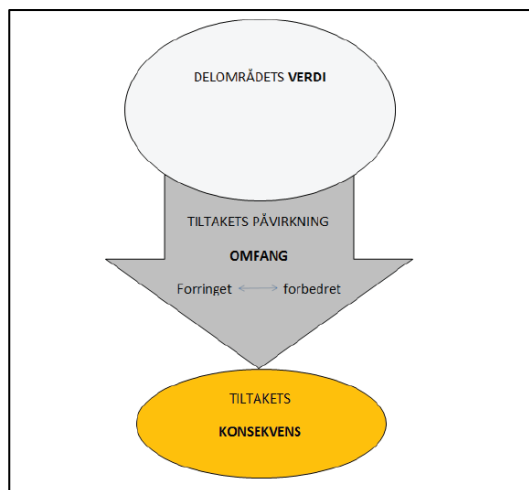 DELOMRÅDETS VERDI
TILTAKETS PÅVIRKNING
OMFANG
Forringet forbedret
TILTAKETS
KONSEKVENS